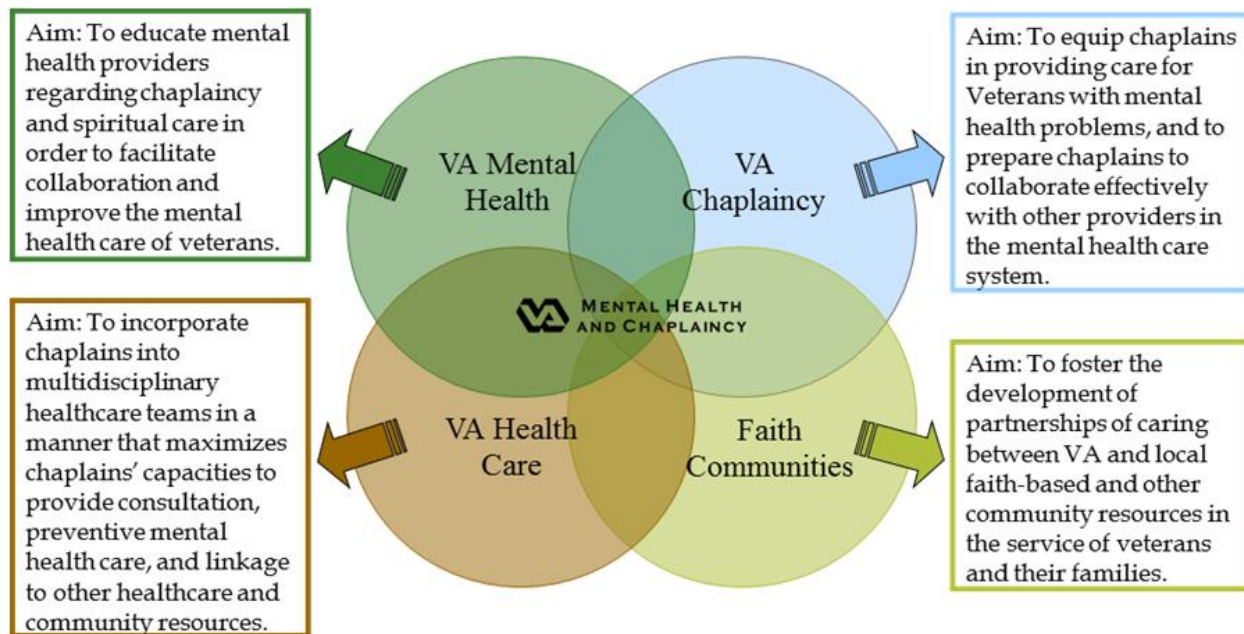 Aim: To educate mental
health providers
regarding chaplaincy
and spiritual care in
order to facilitate
collaboration and
improve the mental
health care of veterans.
VA Mental
Health
VA
Chaplaincy
Aim: To equip chaplains
in providing care for
Veterans with mental
health problems, and to
prepare chaplains to
collaborate effectively
with other providers in
the mental health care
system.
VA
MENTAL HEALTH
AND CHAPLAINCY
Aim: To incorporate
chaplains into
multidisciplinary
healthcare teams in a
manner that maximizes
chaplains’ capacities to
provide consultation,
preventive mental
health care, and linkage
to other healthcare and
community resources.
VA Health
Care
Faith
Communities
Aim: To foster the
development of
partnerships of caring
between VA and local
faith-based and other
community resources in
the service of veterans
and their families.